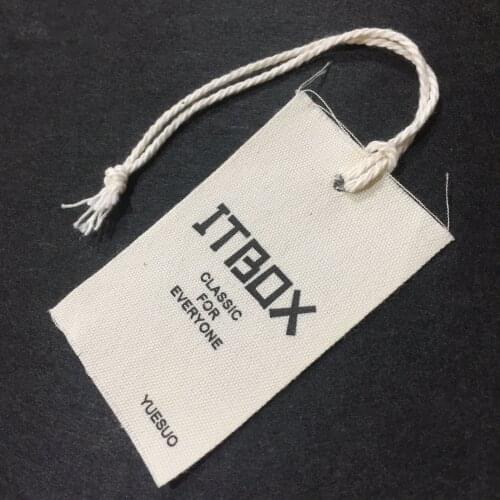 ITBOX
CLASSIC
FOR
EVERYONE
YUESUO